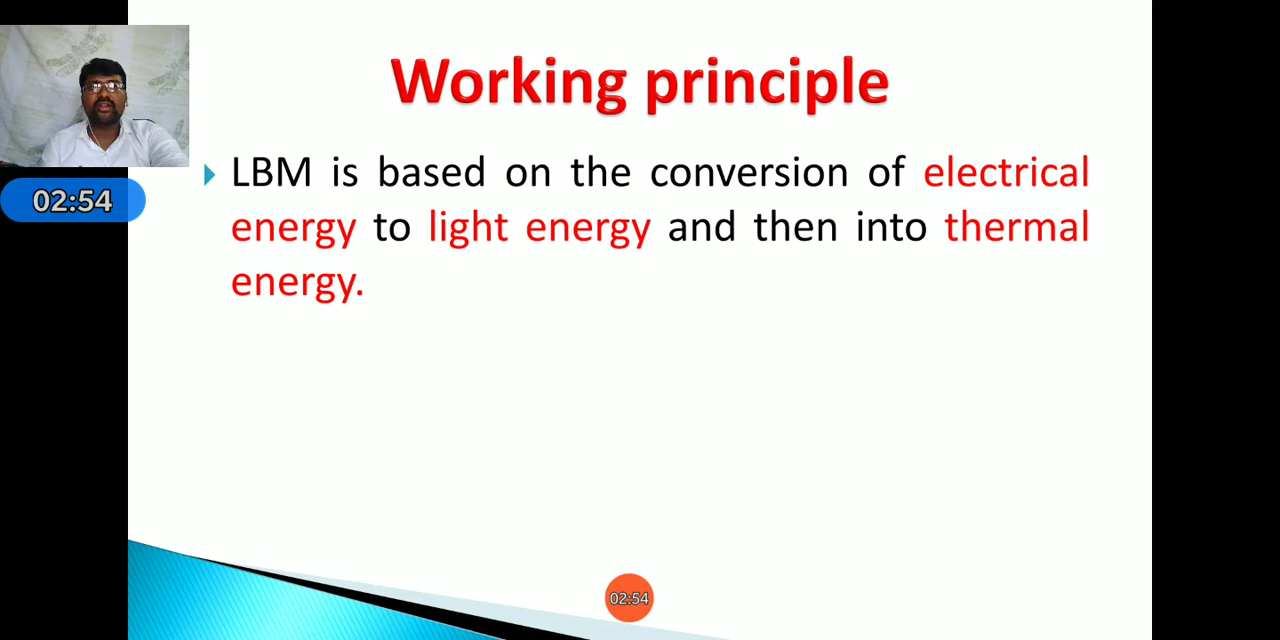 Working principle
LBM is based on the conversion of electrical
energy to light energy and then into thermal
energy.
02:54
02:54